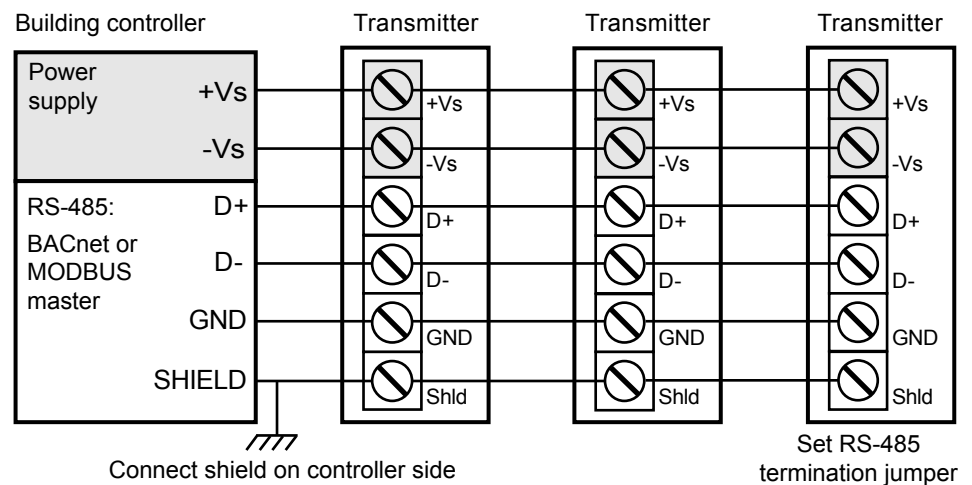 Building controller
Transmitter
Transmitter
Transmitter
Power
supply
+Vs
-Vs
RS-485:
BACnet or
MODBUS
master
D+
D-
GND
SHIELD
+Vs
-Vs
D+
D-
GND
Shld
+Vs
-Vs
D+
D-
GND
Shld
+Vs
-Vs
D+
D-
GND
Shld
Connect shield on controller side
Set RS-485
termination jumper